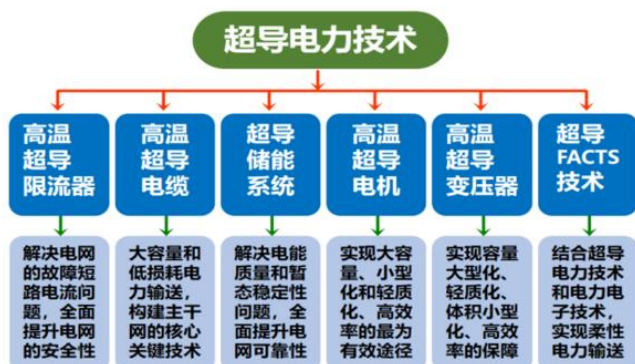 超导电力技术
高温
超导
限流器
高温
超导
电缆
超导
储能
系统
高温
超导
电机
高温
超导
变压器
超导
FACTS
技术
解决电网
的故障短
路电流问
题，全面
提升电网
的安全性
大容量和
低损耗电
力输送，
构建主干
网的核心
关键技术
解决电能
质量和暂
态稳定性
问题，全
面提升电
网可靠性
实现大容
量、小型
化和轻质
化、高效
率的最为
有效途径
实现容量
大型化、
轻质化、
体积小型
化、高效
率的保障
结合超导
电力技术
和电力电
子技术，
实现柔性
电力输送